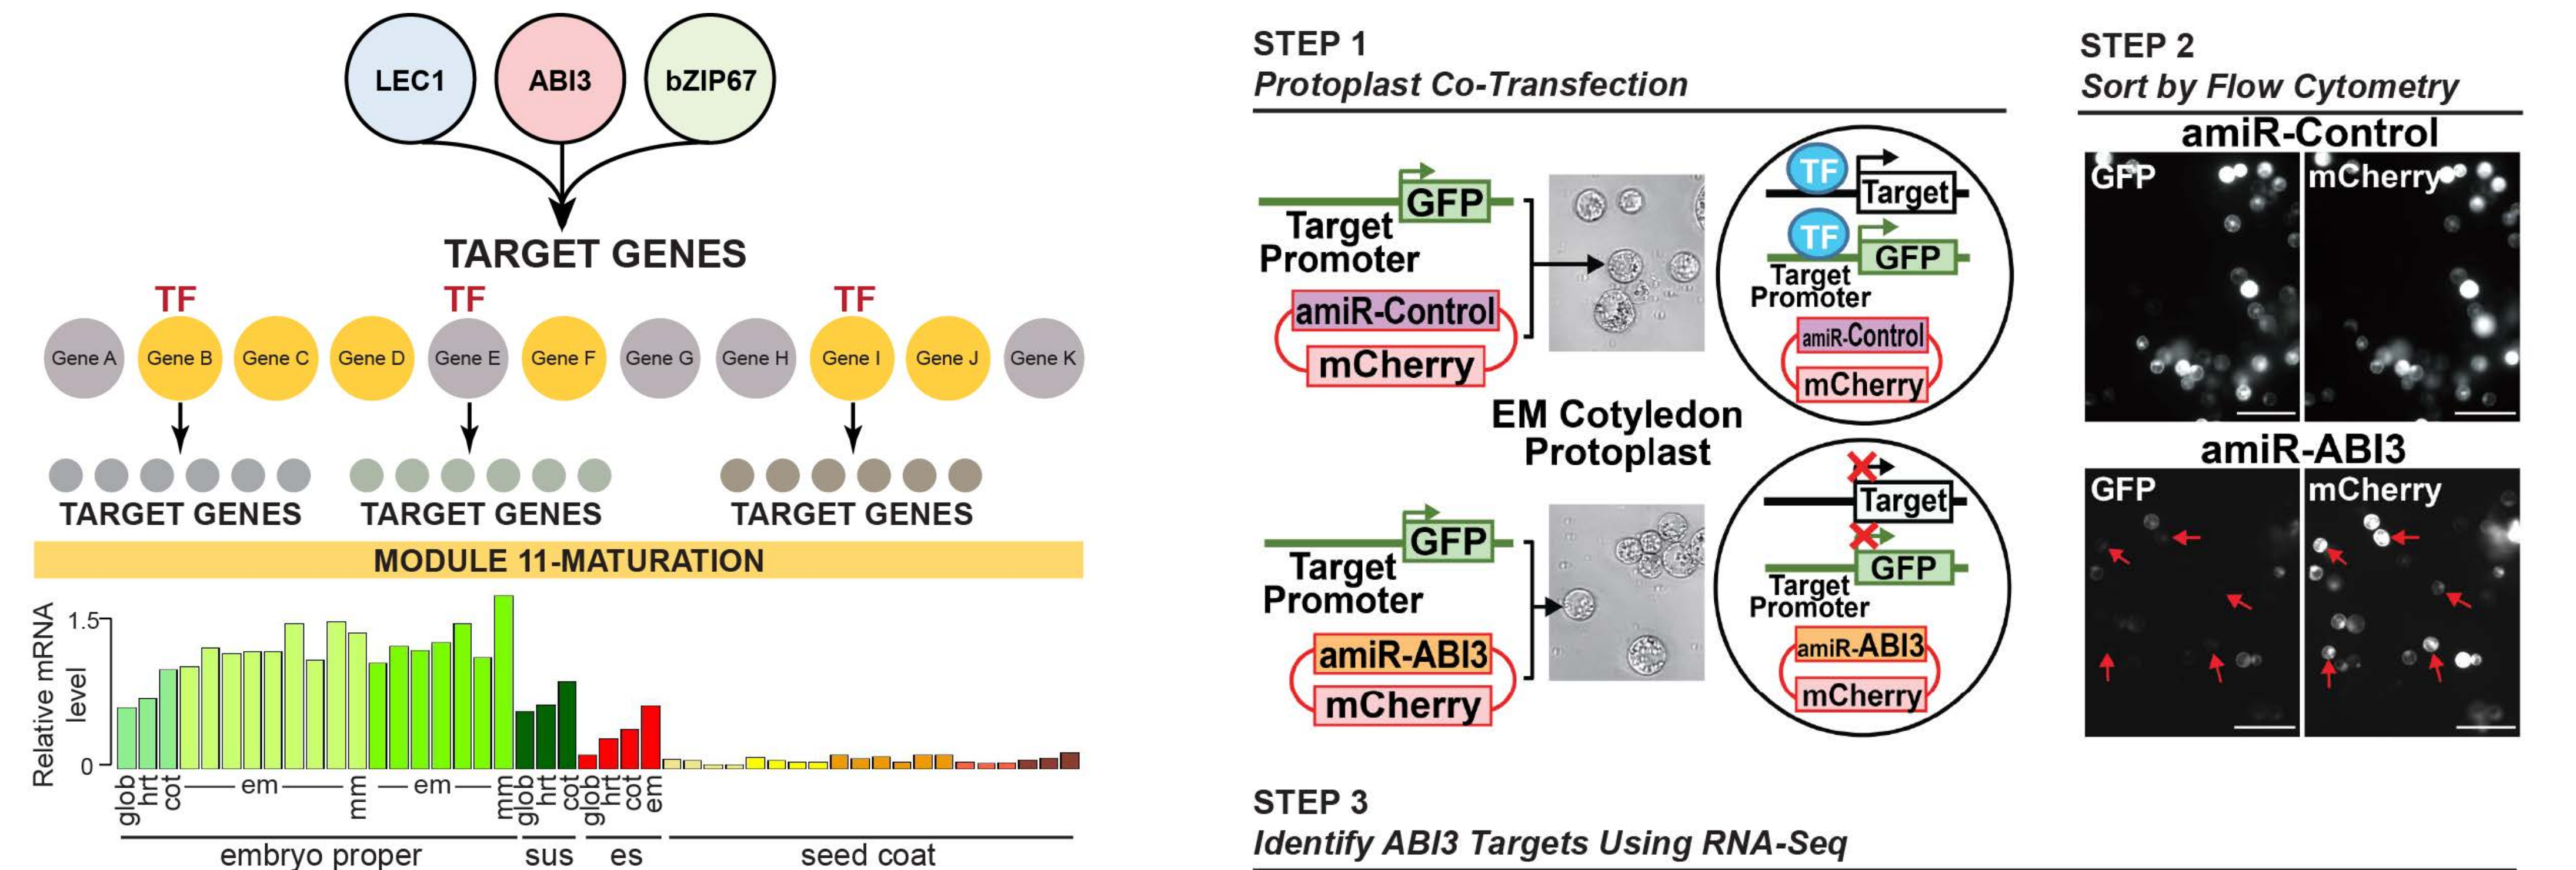 LEC1
ABI3
bZIP67
TARGET GENES
TF
TF
TF
Gene A
Gene B
Gene C
Gene D
Gene E
Gene F
Gene G
Gene H
Gene I
Gene J
Gene K
TARGET GENES
TARGET GENES
TARGET GENES
MODULE 11-MATURATION
Relative mRNA
level
1.5
0
glob
hrt
cot
em
mm
em
mm
glob
hrt
cot
glob
hrt
cot
em
embryo proper
sus
es
seed coat
STEP 1
Protoplast Co-Transfection
GFP
Target
Promoter
amiR-Control
mCherry
TF
Target
TF
GFP
Target
Promoter
amiR-Control
mCherry
EM Cotyledon
Protoplast
GFP
Target
Promoter
amiR-ABI3
mCherry
Target
GFP
Target
Promoter
amiR-ABI3
mCherry
STEP 2
Sort by Flow Cytometry
amiR-Control
GFP
mCherry
amiR-ABI3
GFP
mCherry
STEP 3
Identify ABI3 Targets Using RNA-Seq